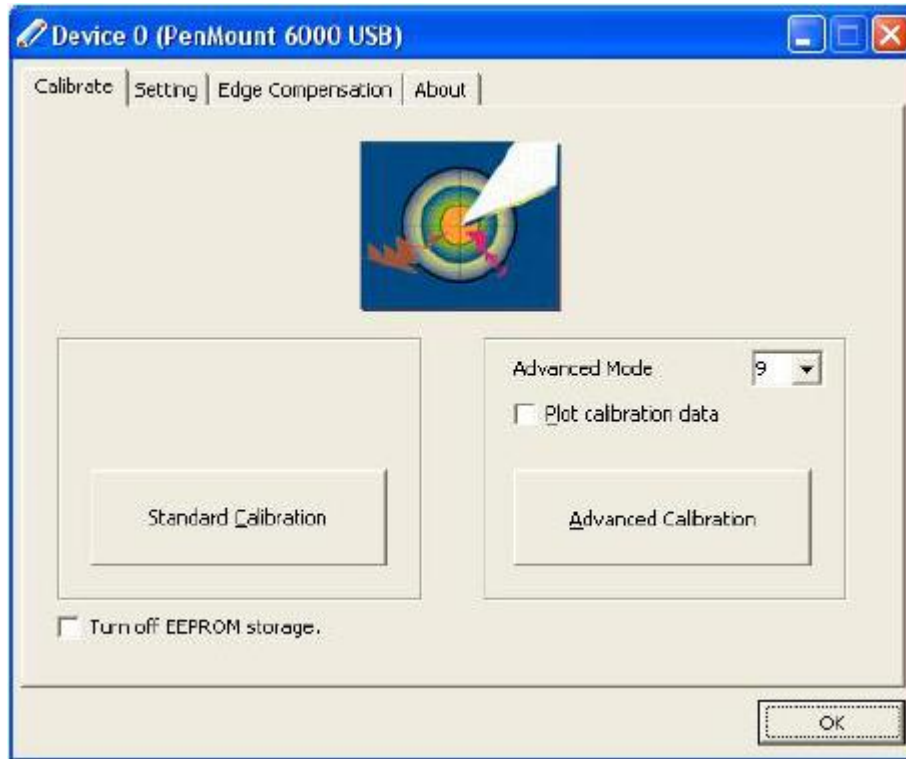 Device 0 (PenMount 6000 USB)
Calibrate Setting Edge Compensation About
Advanced Mode 9
Plot calibration data
Standard Calibration
Advanced Calibration
Turn off EEPROM storage.
OK